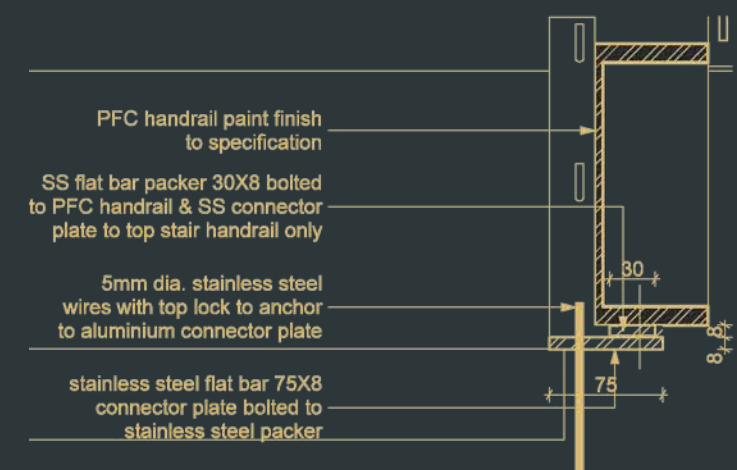 PFC handrail paint finish
to specification
SS flat bar packer 30X8 bolted
to PFC handrail & SS connector
plate to top stair handrail only
5mm dia. stainless steel
wires with top lock to anchor
to aluminium connector plate
stainless steel flat bar 75X8
connector plate bolted to
stainless steel packer
30
8
8
75